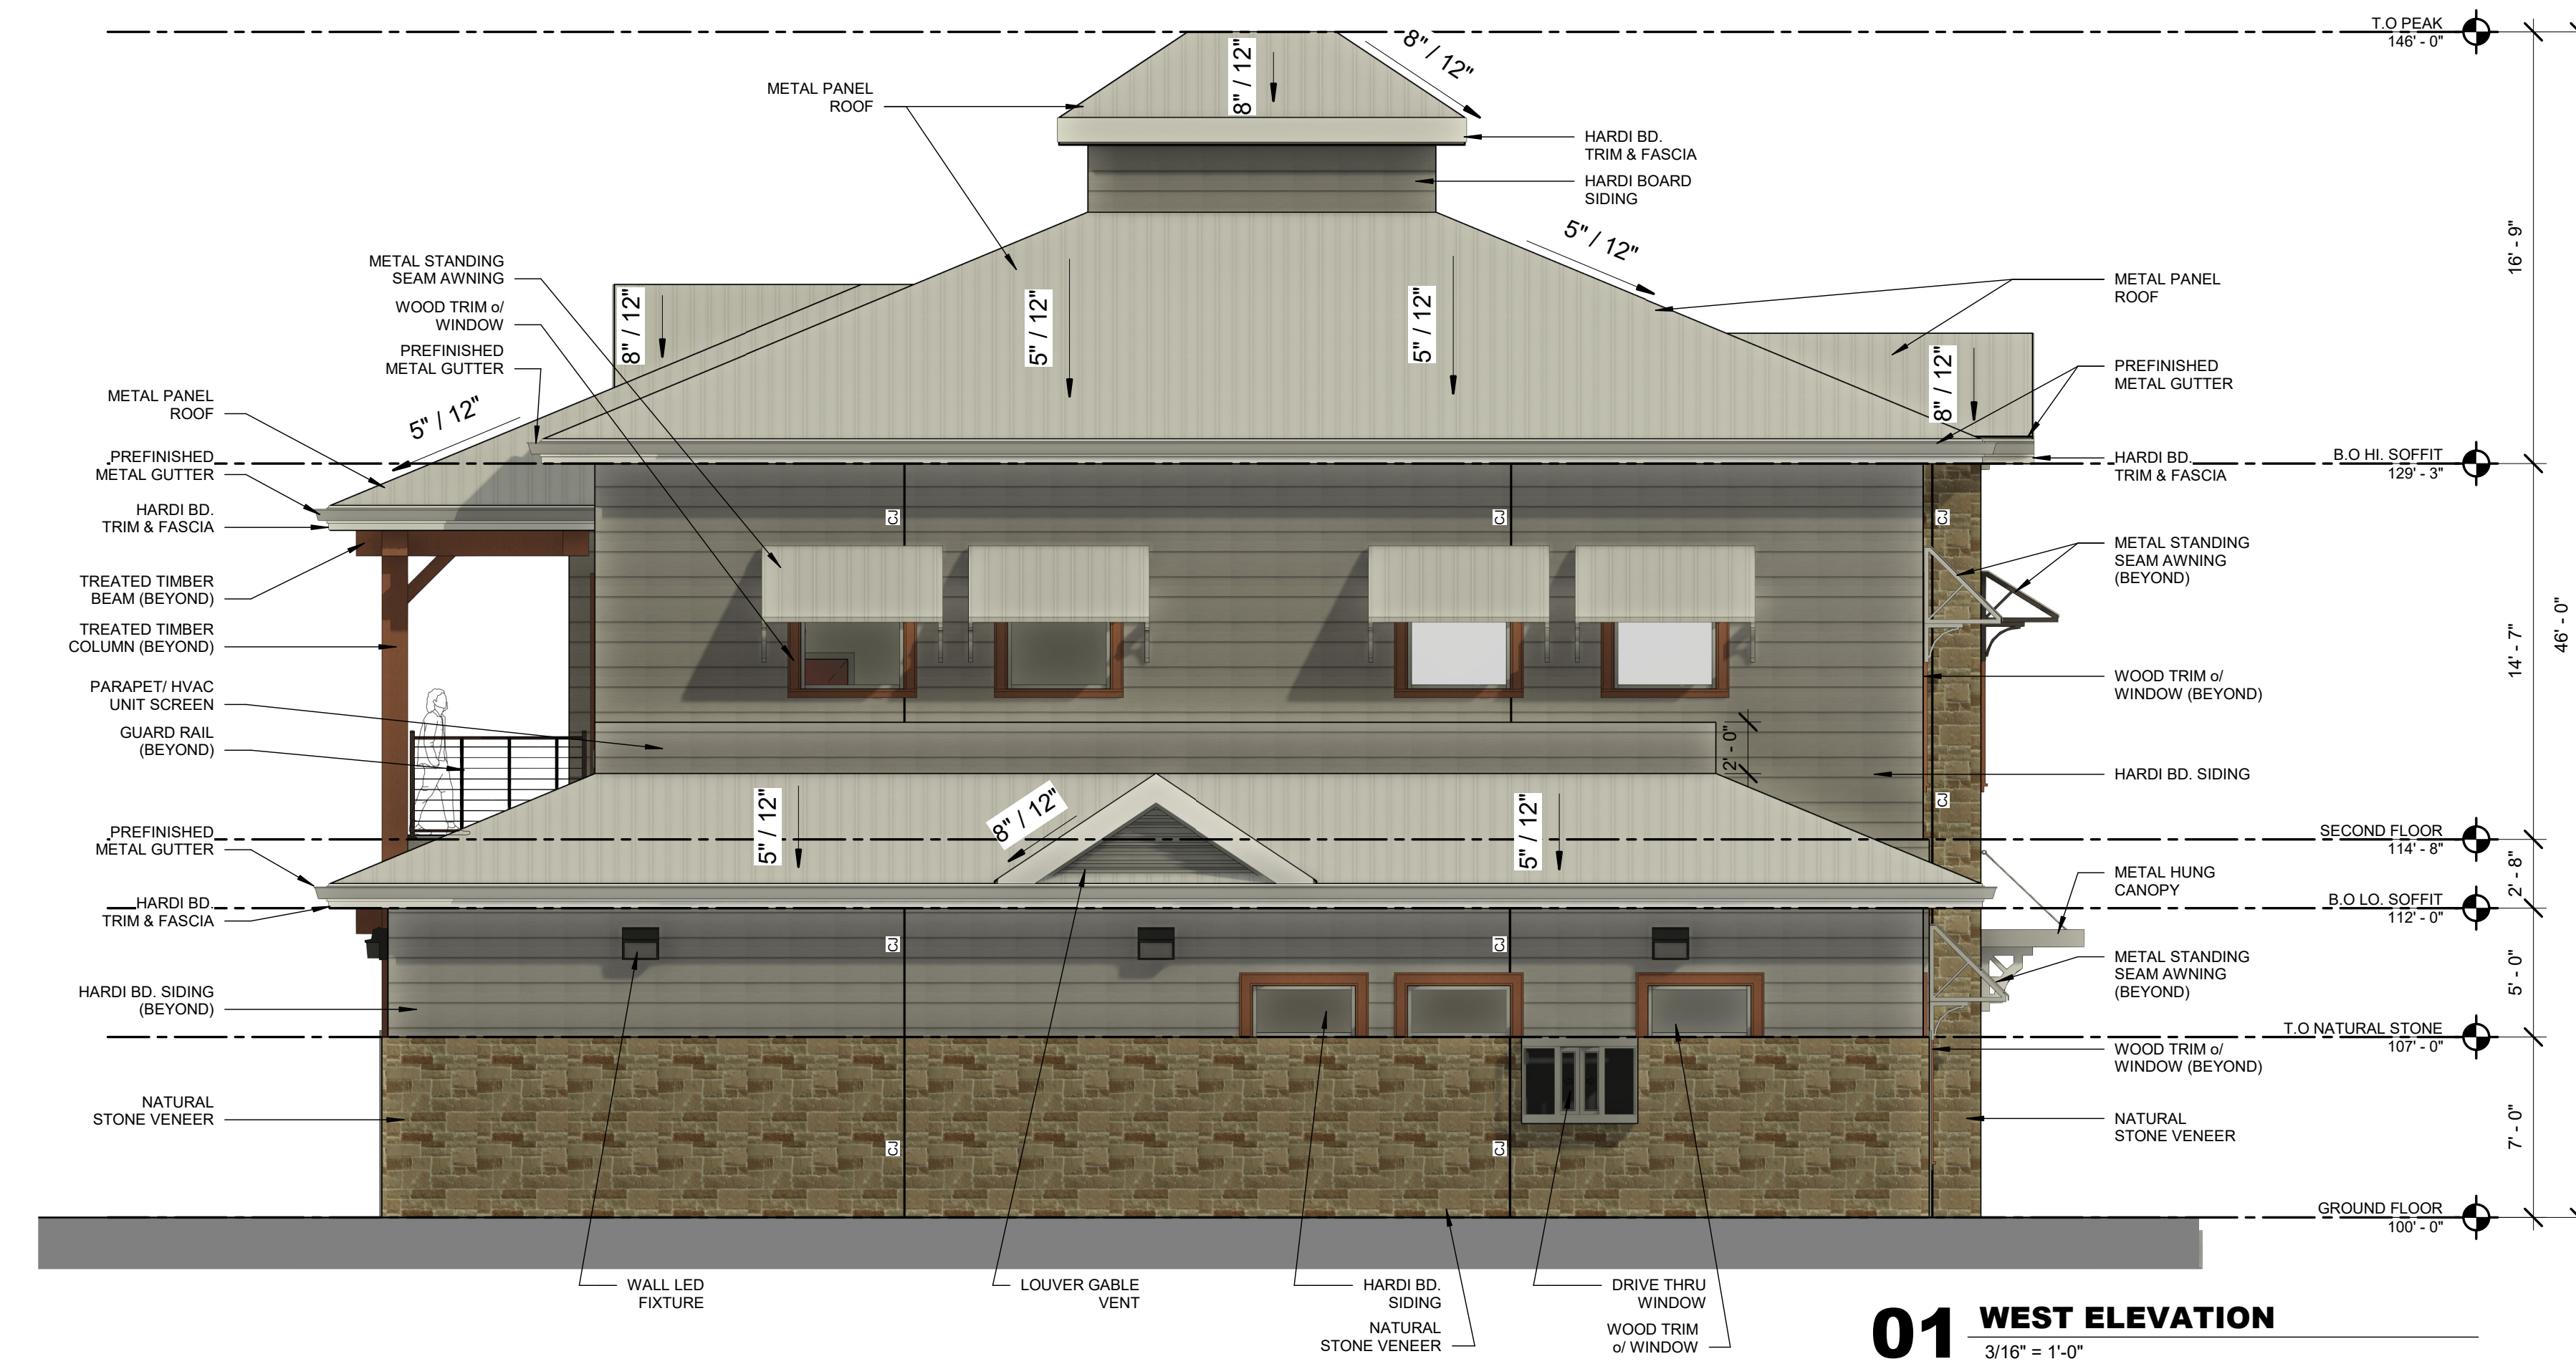 T.O PEAK
146' - 0"
8" / 12"
8" / 12"
METAL PANEL
ROOF
HARDI BD.
TRIM & FASCIA
HARDI BOARD
SIDING
16' - 9"
5" / 12"
METAL STANDING
SEAM AWNING
WOOD TRIM o/
WINDOW
PREFINISHED
METAL GUTTER
8" / 12"
5" / 12"
5" / 12"
METAL PANEL
ROOF
8" / 12"
PREFINISHED
METAL GUTTER
METAL PANEL
ROOF
5" / 12"
PREFINISHED
METAL GUTTER
HARDI BD.
TRIM & FASCIA
B.O HI. SOFFIT
129' - 3"
HARDI BD.
TRIM & FASCIA
CJ
CJ
CJ
METAL STANDING
SEAM AWNING
(BEYOND)
TREATED TIMBER
BEAM (BEYOND)
TREATED TIMBER
COLUMN (BEYOND)
14' - 7"
46' - 0"
PARAPET/ HVAC
UNIT SCREEN
WOOD TRIM o/
WINDOW (BEYOND)
GUARD RAIL
(BEYOND)
2' - 0"
HARDI BD. SIDING
5" / 12"
8" / 12"
5" / 12"
CJ
PREFINISHED
METAL GUTTER
SECOND FLOOR
114' - 8"
2' - 8"
METAL HUNG
CANOPY
HARDI BD.
TRIM & FASCIA
B.O LO. SOFFIT
112' - 0"
CJ
CJ
METAL STANDING
SEAM AWNING
(BEYOND)
5' - 0"
HARDI BD. SIDING
(BEYOND)
T.O NATURAL STONE
107' - 0"
WOOD TRIM o/
WINDOW (BEYOND)
NATURAL
STONE VENEER
CJ
CJ
NATURAL
STONE VENEER
7' - 0"
GROUND FLOOR
100' - 0"
WALL LED
FIXTURE
LOUVER GABLE
VENT
HARDI BD.
SIDING
NATURAL
STONE VENEER
DRIVE THRU
WINDOW
WOOD TRIM
o/ WINDOW
01 WEST ELEVATION
3/16" = 1'-0"